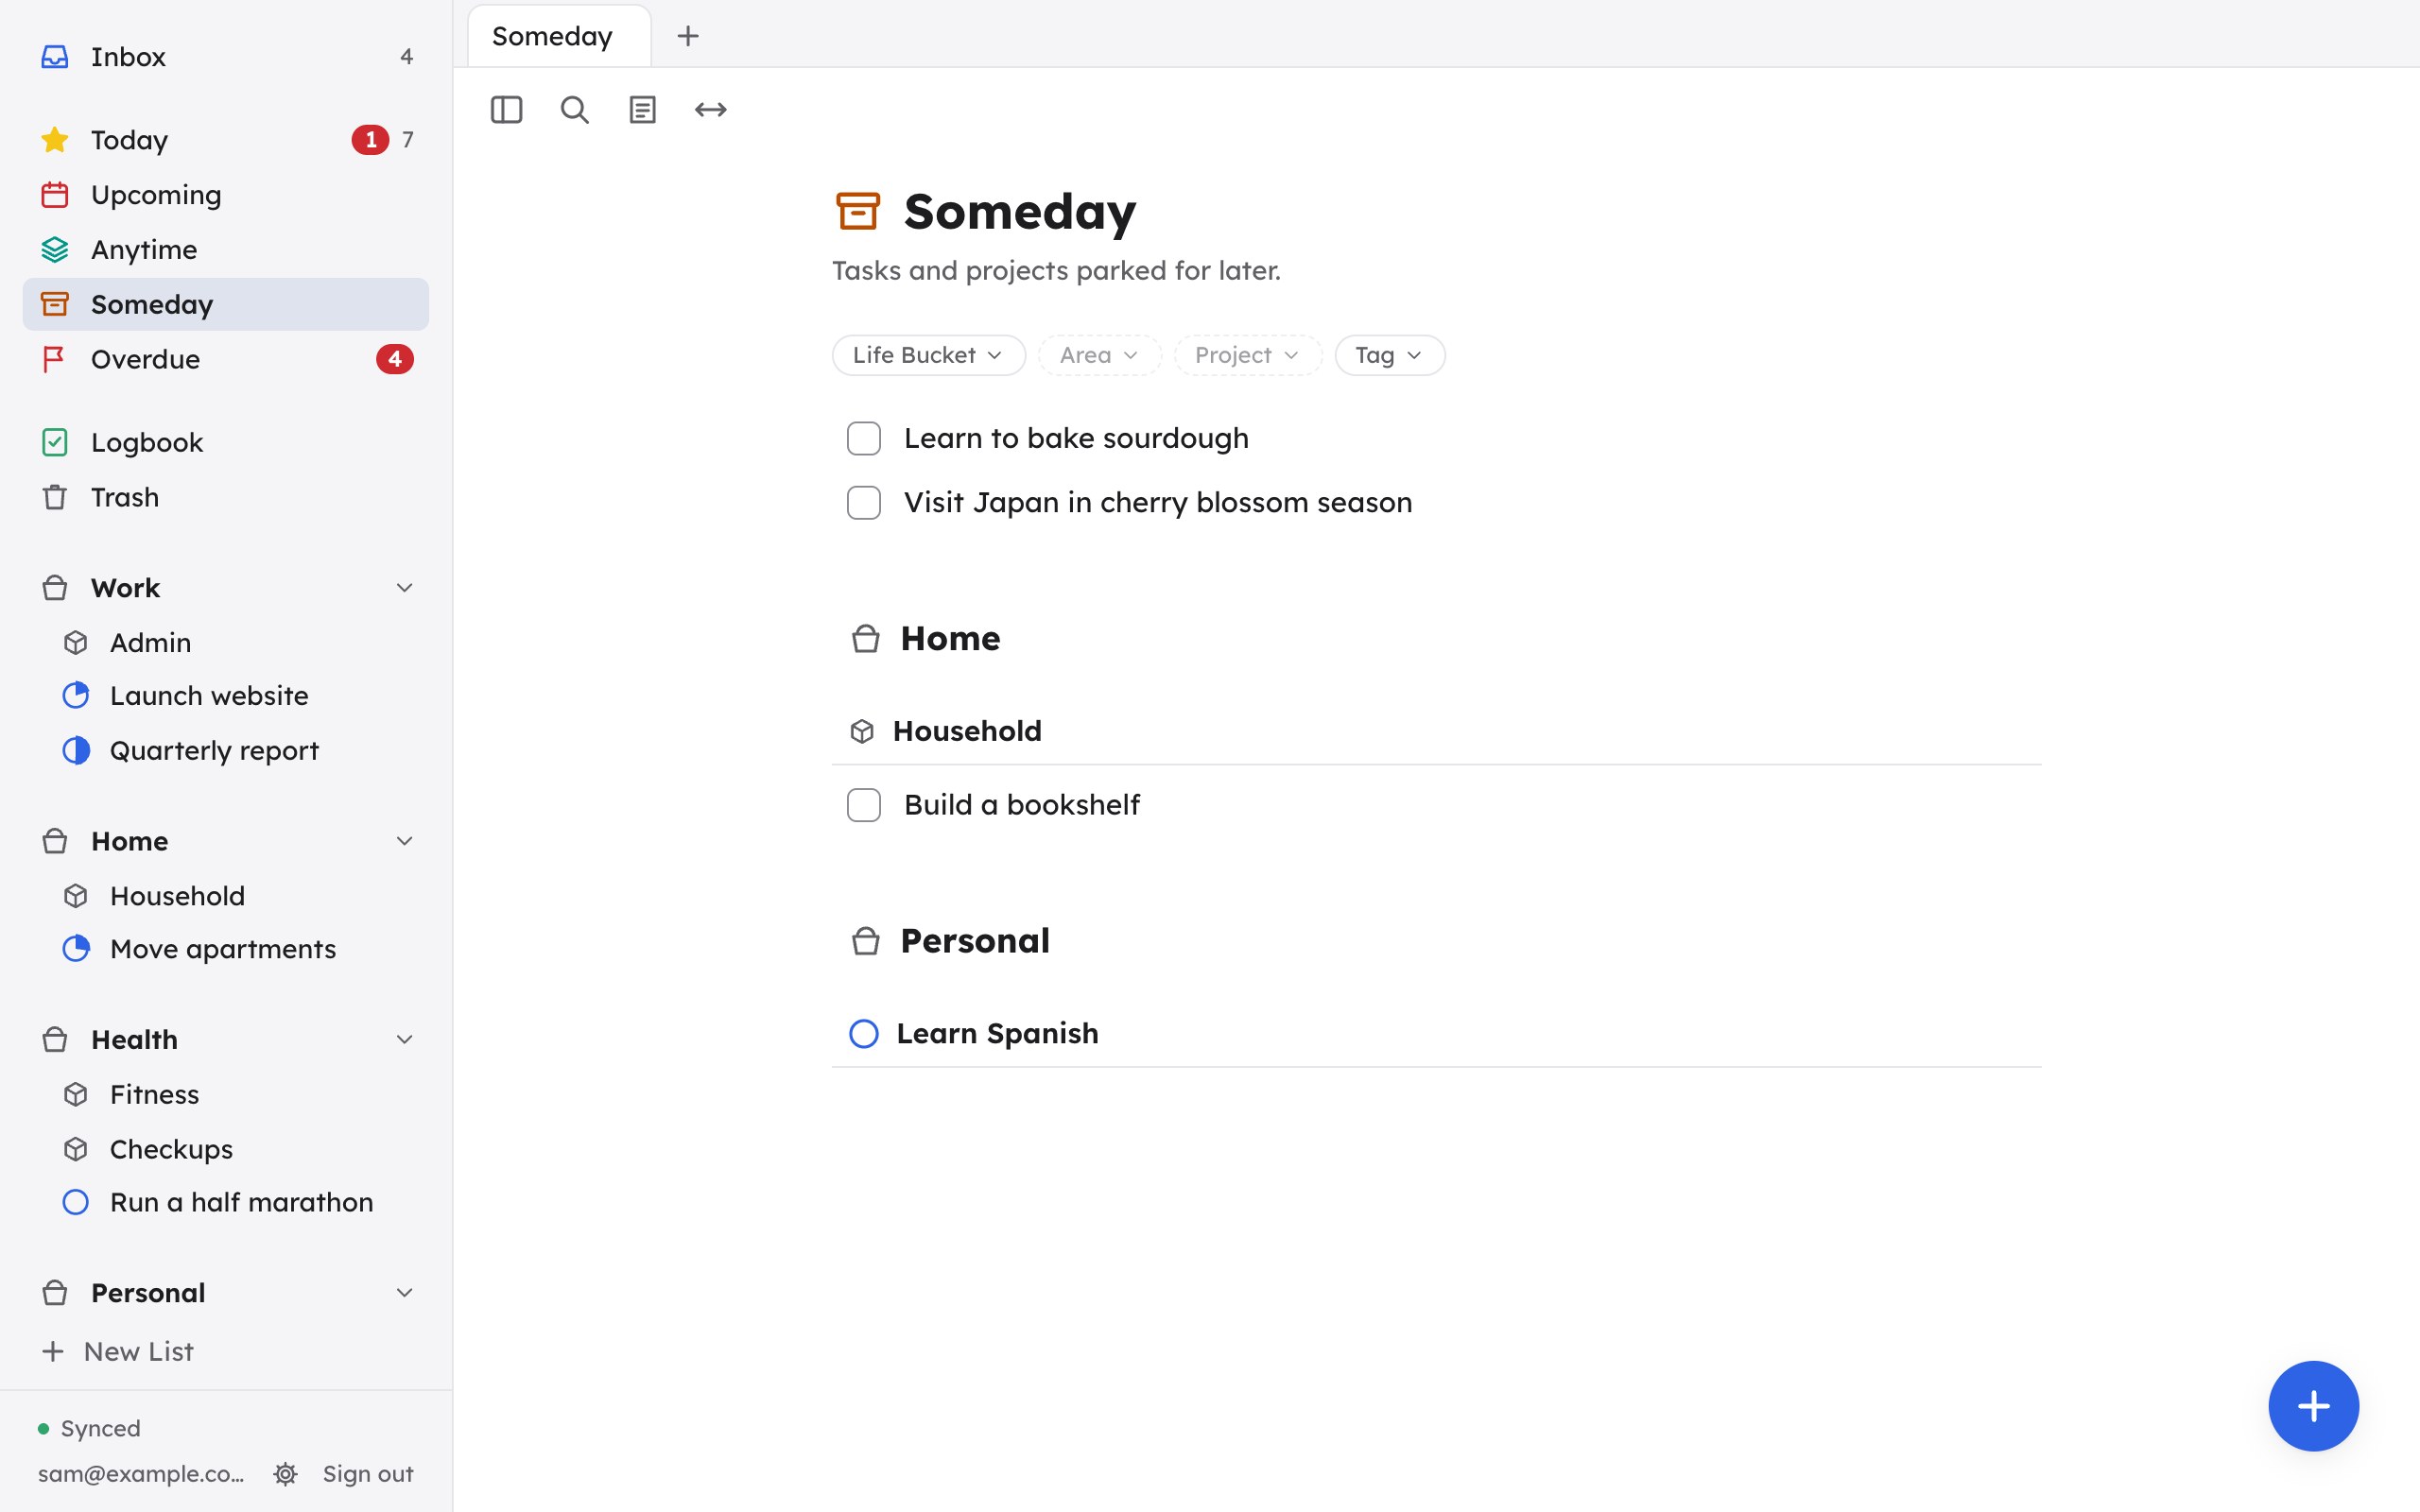 Inbox 4
Today 1 7
Upcoming
Anytime
Someday
Overdue 4
Logbook
Trash
Work
Admin
Launch website
Quarterly report
Home
Household
Move apartments
Health
Fitness
Checkups
Run a half marathon
Personal
New List
Synced
sam@example.co... Sign out
Someday
Someday
Tasks and projects parked for later.
Life Bucket Area Project Tag
Learn to bake sourdough
Visit Japan in cherry blossom season
Home
Household
Build a bookshelf
Personal
Learn Spanish